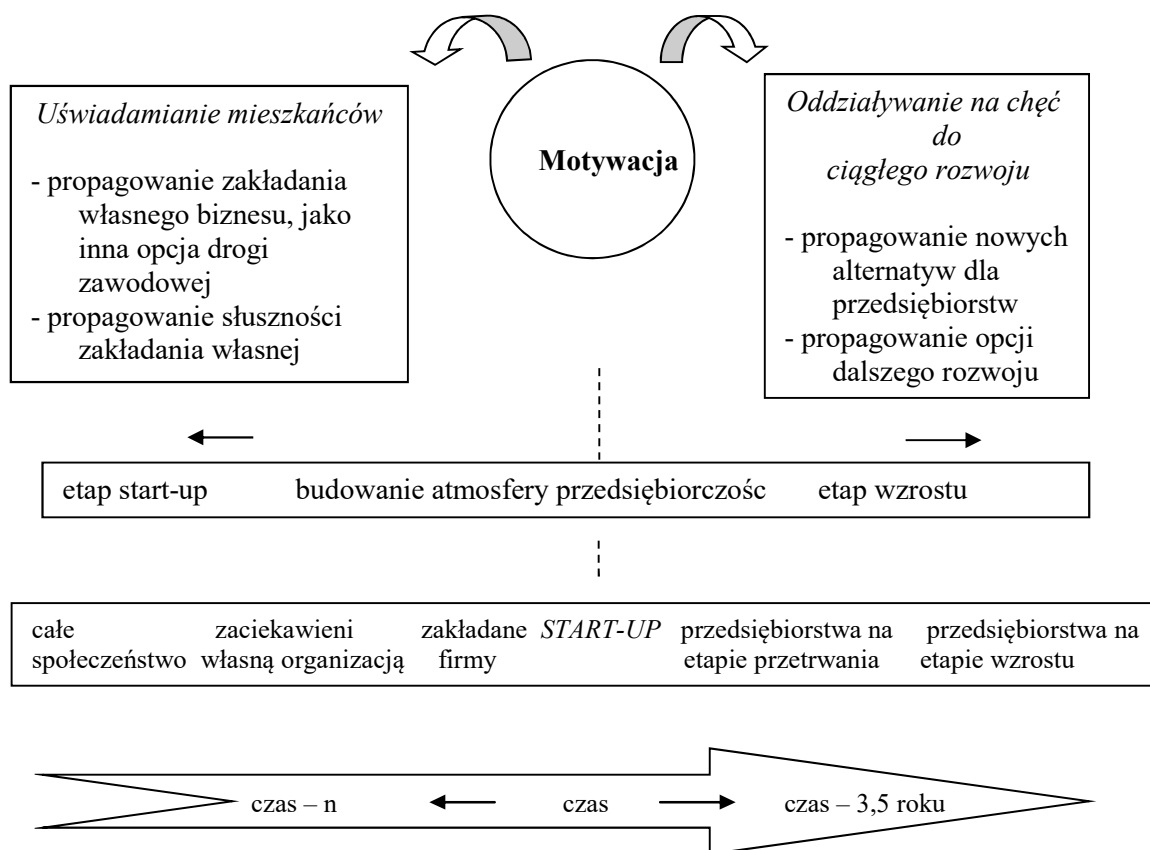 Uświadamianie mieszkańców
- propagowanie zakładania
własnego biznesu, jako
inna opcja drogi
zawodowej
- propagowanie słuszności
zakładania własnej
Motywacja
Oddziaływanie na chęć
do
ciągłego rozwoju
- propagowanie nowych
alternatyw dla
przedsiębiorstw
- propagowanie opcji
dalszego rozwoju
etap start-up budowanie atmosfery przedsiębiorczośc etap wzrostu
całe zaciekawieni zakładane START-UP przedsiębiorstwa na przedsiębiorstwa na
społeczeństwo własną organizacją firmy etapie przetrwania etapie wzrostu
czas – n czas czas – 3,5 roku